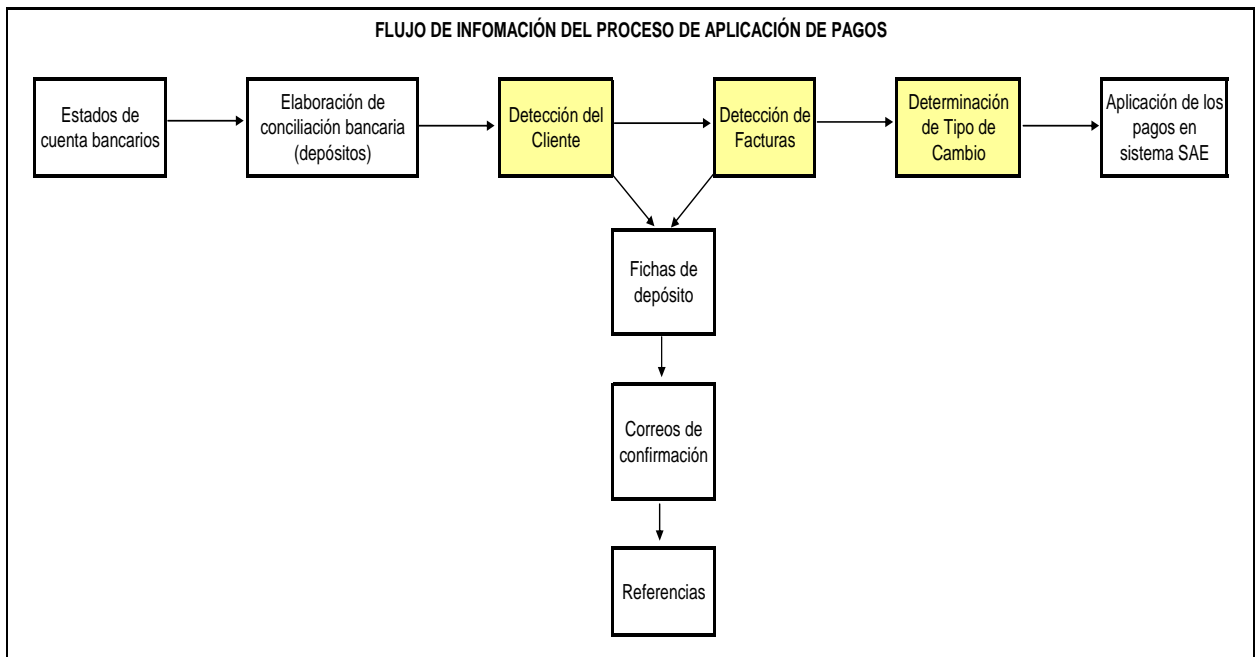 FLUJO DE INFOMACIÓN DEL PROCESO DE APLICACIÓN DE PAGOS
Estados de
cuenta bancarios
Elaboración de
conciliación bancaria
(depósitos)
Detección del
Cliente
Detección de
Facturas
Determinación
de Tipo de
Cambio
Aplicación de los
pagos en
sistema SAE
Fichas de
depósito
Correos de
confirmación
Referencias